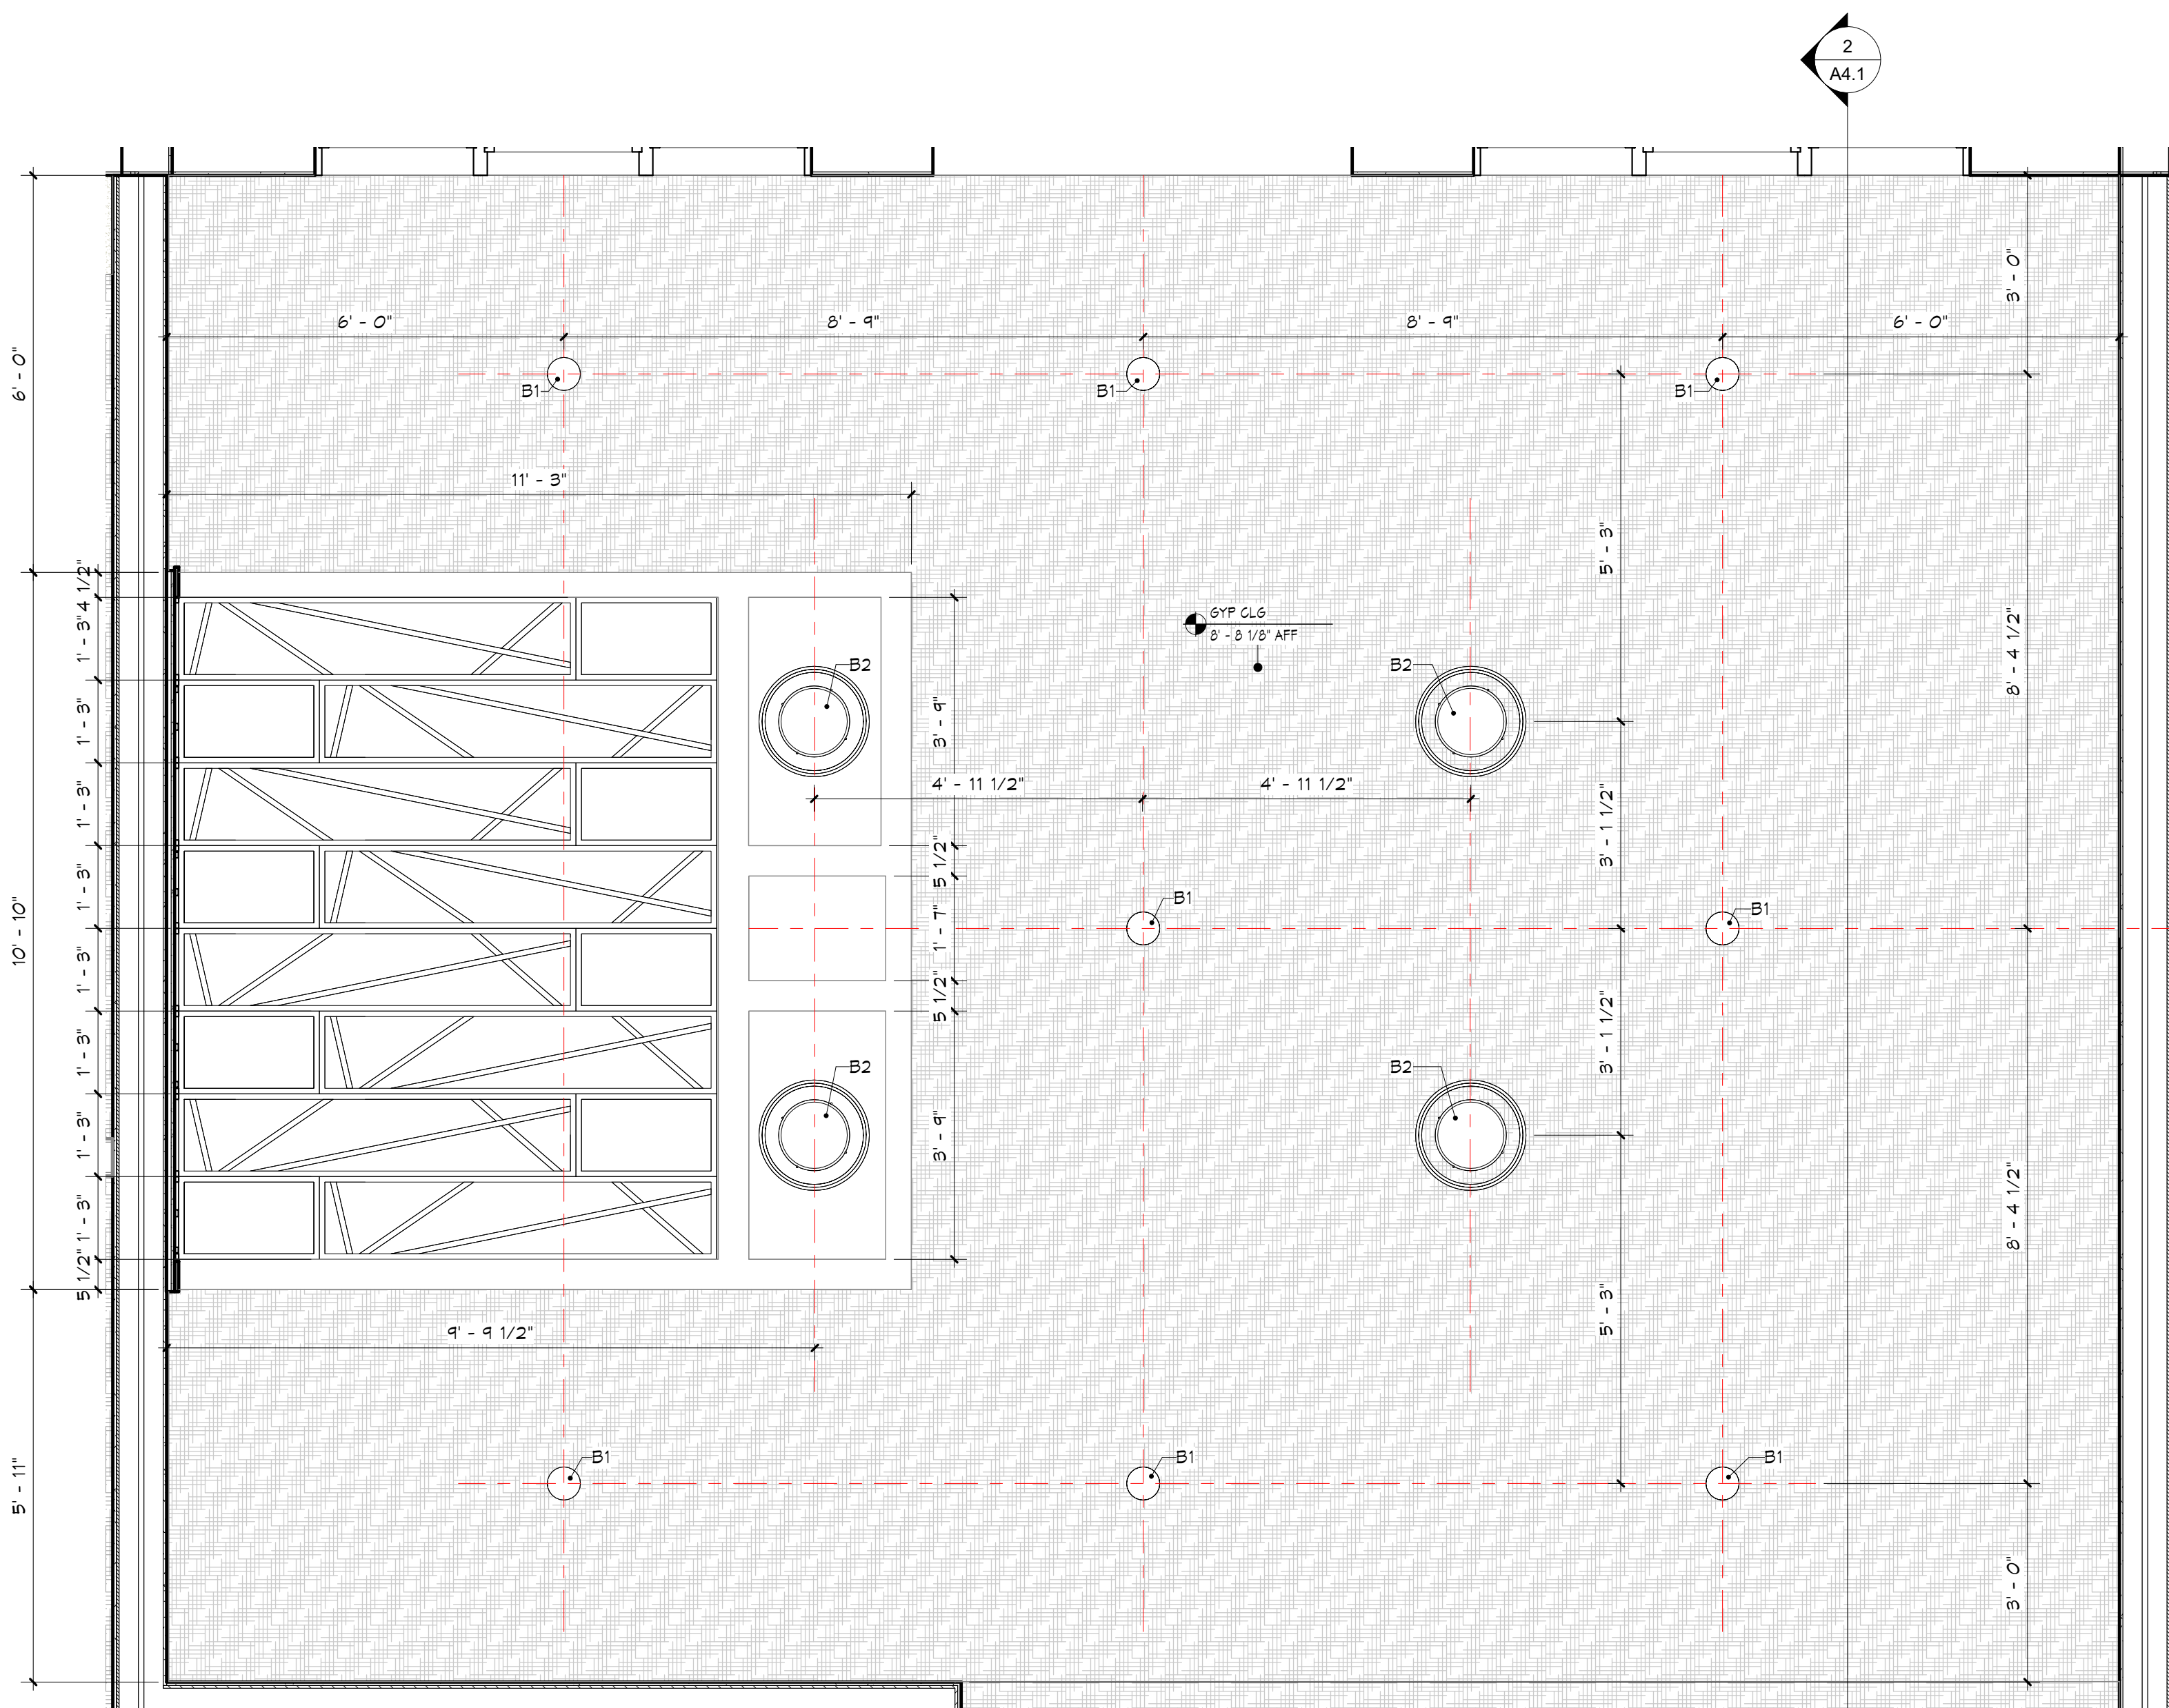 2
A4.1
3' - 0"
6' - 0"
8' - 9"
8' - 9"
6' - 0"
6' - 0"
B1
B1
B1
11' - 3"
5' - 3"
4 1/2"
1' - 3"
GYP CLG
8' - 8 1/8" AFF
8' - 4 1/2"
B2
B2
1' - 3"
3' - 9"
1' - 3"
4' - 11 1/2"
4' - 11 1/2"
3' - 1 1/2"
5 1/2"
1' - 3"
B1
B1
10' - 10"
1' - 7"
1' - 3"
5 1/2"
3' - 1 1/2"
1' - 3"
B2
B2
1' - 3"
3' - 9"
8' - 4 1/2"
1' - 3"
5 1/2"
5' - 3"
9' - 9 1/2"
B1
B1
B1
5' - 11"
3' - 0"